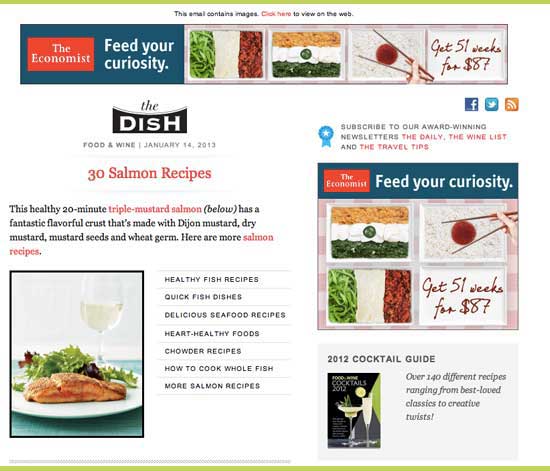 This email contains images. Click here to view on the web.
The
Economist
Feed your
curiosity.
Get 51 weeks
for $87
the
DISH
FOOD & WINE | JANUARY 14, 2013
30 Salmon Recipes
This healthy 20-minute triple-mustard salmon (below) has a
fantastic flavorful crust that's made with Dijon mustard, dry
mustard, mustard seeds and wheat germ. Here are more salmon
recipes.
HEALTHY FISH RECIPES
QUICK FISH DISHES
DELICIOUS SEAFOOD RECIPES
HEART-HEALTHY FOODS
CHOWDER RECIPES
HOW TO COOK WHOLE FISH
MORE SALMON RECIPES
SUBSCRIBE TO OUR AWARD-WINNING
NEWSLETTERS THE DAILY, THE WINE LIST
AND THE TRAVEL TIPS
The
Economist
Feed your curiosity.
Get 51 weeks
for $87
2012 COCKTAIL GUIDE
FOOD & WINE
COCKTAILS
2012
Over 140 different recipes
ranging from best-loved
classics to creative
twists!